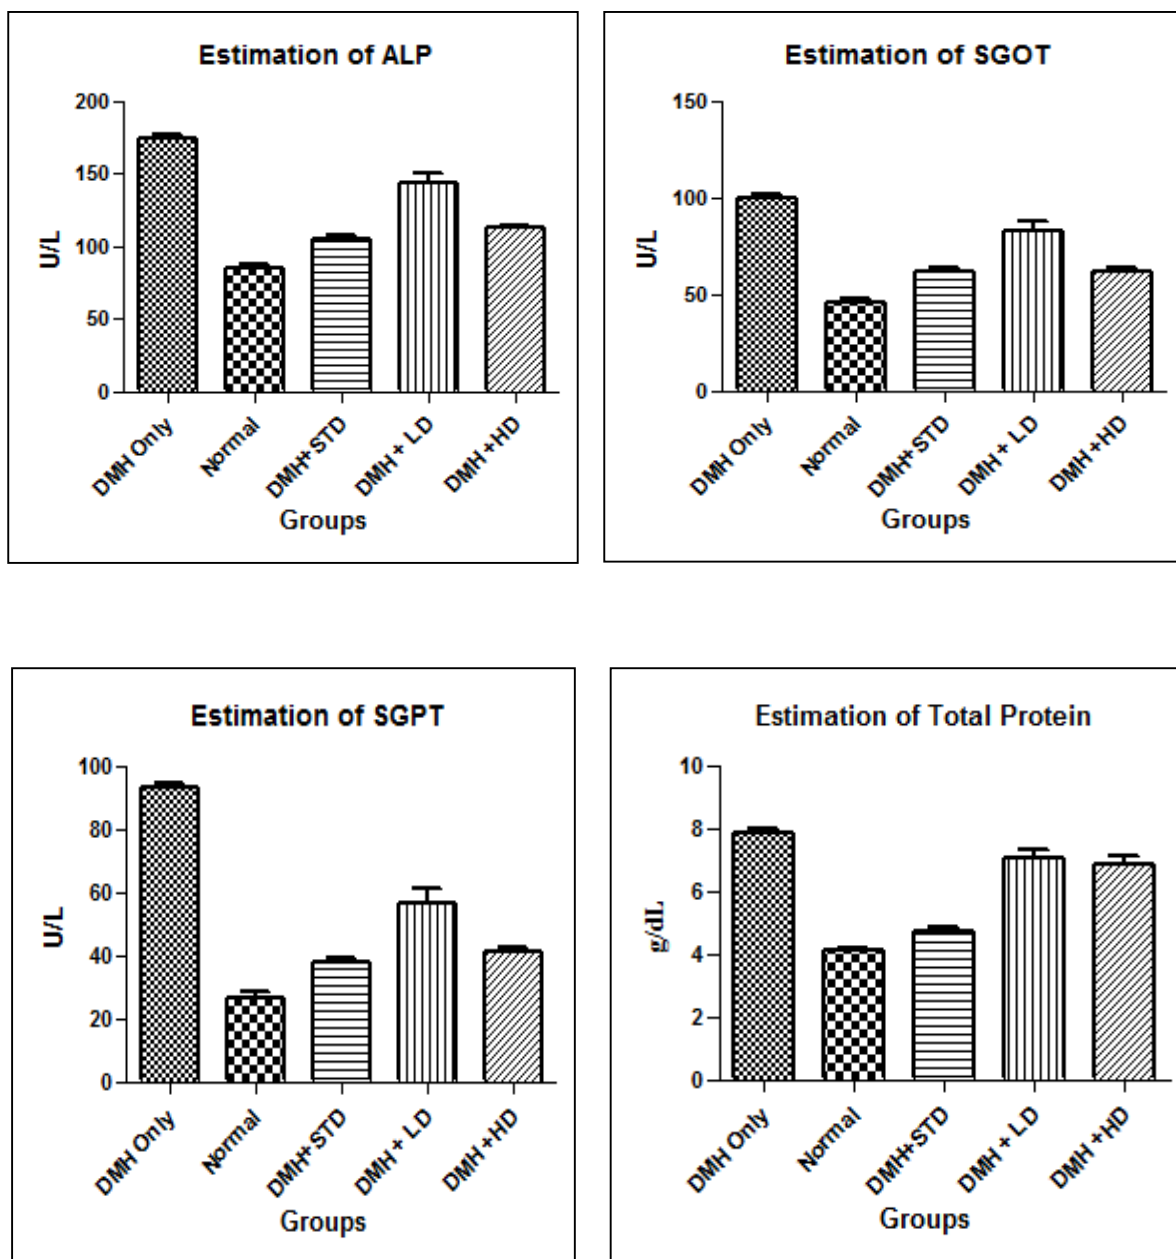 Estimation of ALP
200
150
100
50
0
U/L
DMH Only
Normal
DMH+STD
DMH + LD
DMH +HD
Groups
Estimation of SGOT
150
100
50
0
U/L
DMH Only
Normal
DMH+STD
DMH + LD
DMH +HD
Groups
Estimation of SGPT
100
80
60
40
20
0
U/L
DMH Only
Normal
DMH+STD
DMH + LD
DMH +HD
Groups
Estimation of Total Protein
10
8
6
4
2
0
g/dL
DMH Only
Normal
DMH+STD
DMH + LD
DMH +HD
Groups